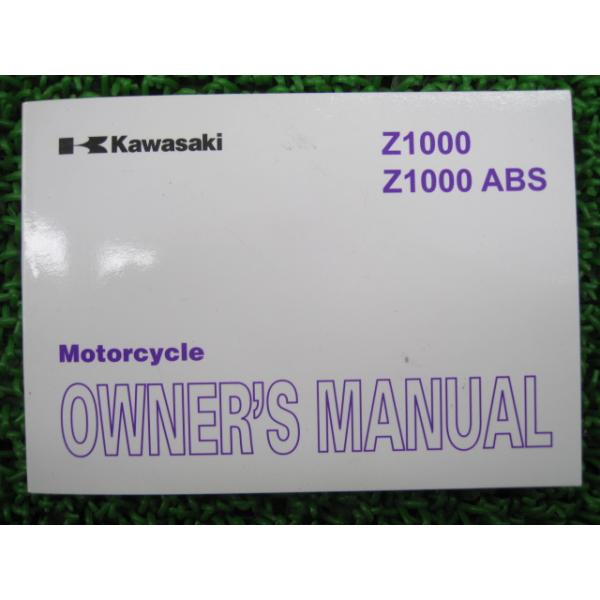 Kawasaki
Z1000
Z1000 ABS
Motorcycle
OWNER'S MANUAL